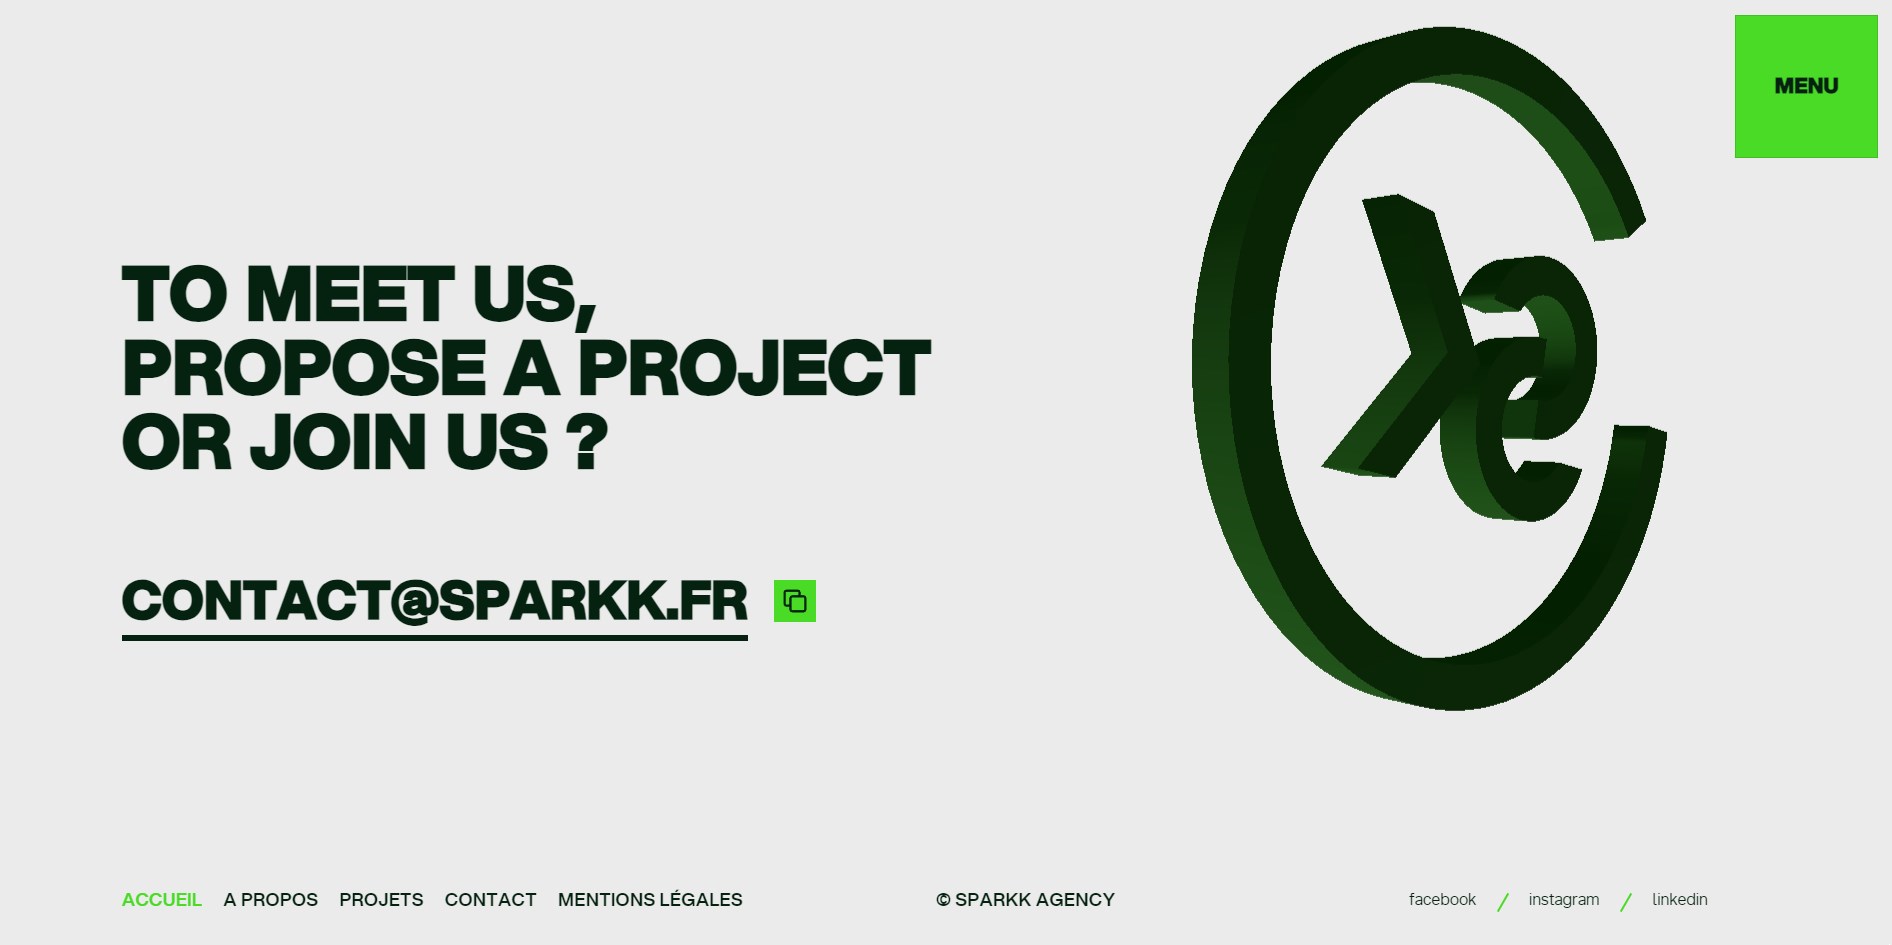 MENU
TO MEET US,
PROPOSE A PROJECT
OR JOIN US ?
CONTACT@SPARKK.FR
ACCUEIL A PROPOS PROJETS CONTACT MENTIONS LÉGALES
© SPARKK AGENCY
facebook / instagram / linkedin